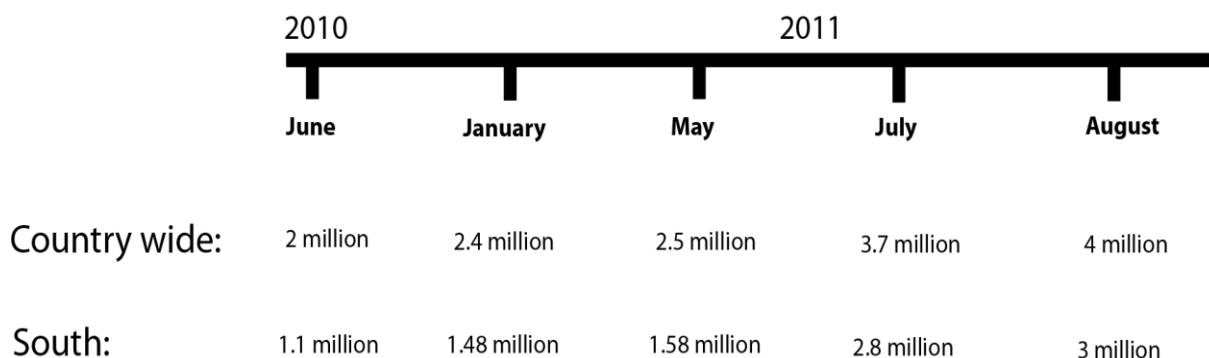 2010 2011
June January May July August
Country wide: 2 million 2.4 million 2.5 million 3.7 million 4 million
South: 1.1 million 1.48 million 1.58 million 2.8 million 3 million